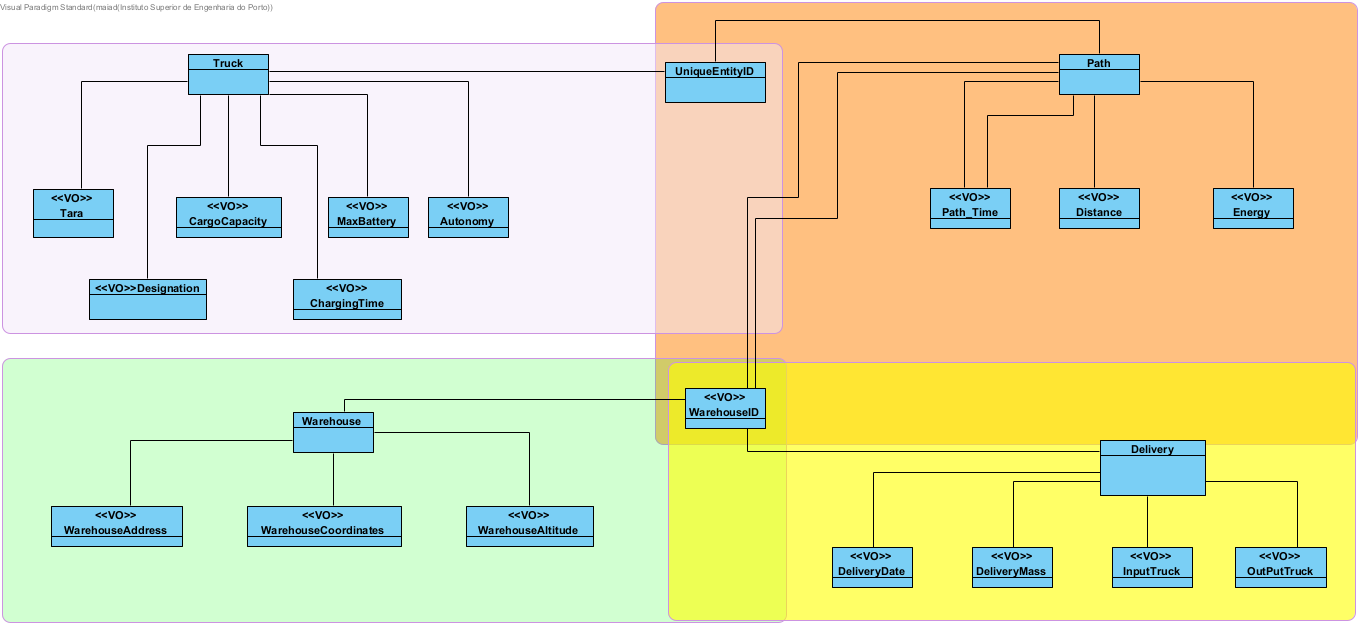 Visual Paradigm Standard(maiad(Instituto Superior de Engenharia do Porto))
Truck
UniqueEntityID
Path
<<VO>>
Tara
<<VO>>
CargoCapacity
<<VO>>
MaxBattery
<<VO>>
Autonomy
<<VO>>
Path_Time
<<VO>>
Distance
<<VO>>
Energy
<<VO>>Designation
<<VO>>
ChargingTime
<<VO>>
WarehouseID
Warehouse
Delivery
<<VO>>
WarehouseAddress
<<VO>>
WarehouseCoordinates
<<VO>>
WarehouseAltitude
<<VO>>
DeliveryDate
<<VO>>
DeliveryMass
<<VO>>
InputTruck
<<VO>>
OutPutTruck